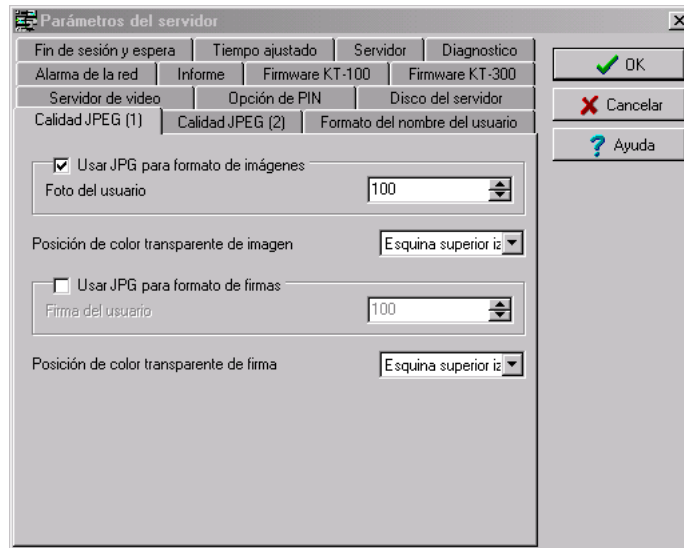 Parámetros del servidor
Fin de sesión y espera Tiempo ajustado Servidor Diagnostico
Alarma de la red Informe Firmware KT-100 Firmware KT-300
Servidor de video Opción de PIN Disco del servidor
Calidad JPEG (1) Calidad JPEG (2) Formato del nombre del usuario
OK
Cancelar
Ayuda
Usar JPG para formato de imágenes
Foto del usuario 100
Posición de color transparente de imagen Esquina superior iz
Usar JPG para formato de firmas
Firma del usuario 100
Posición de color transparente de firma Esquina superior iz